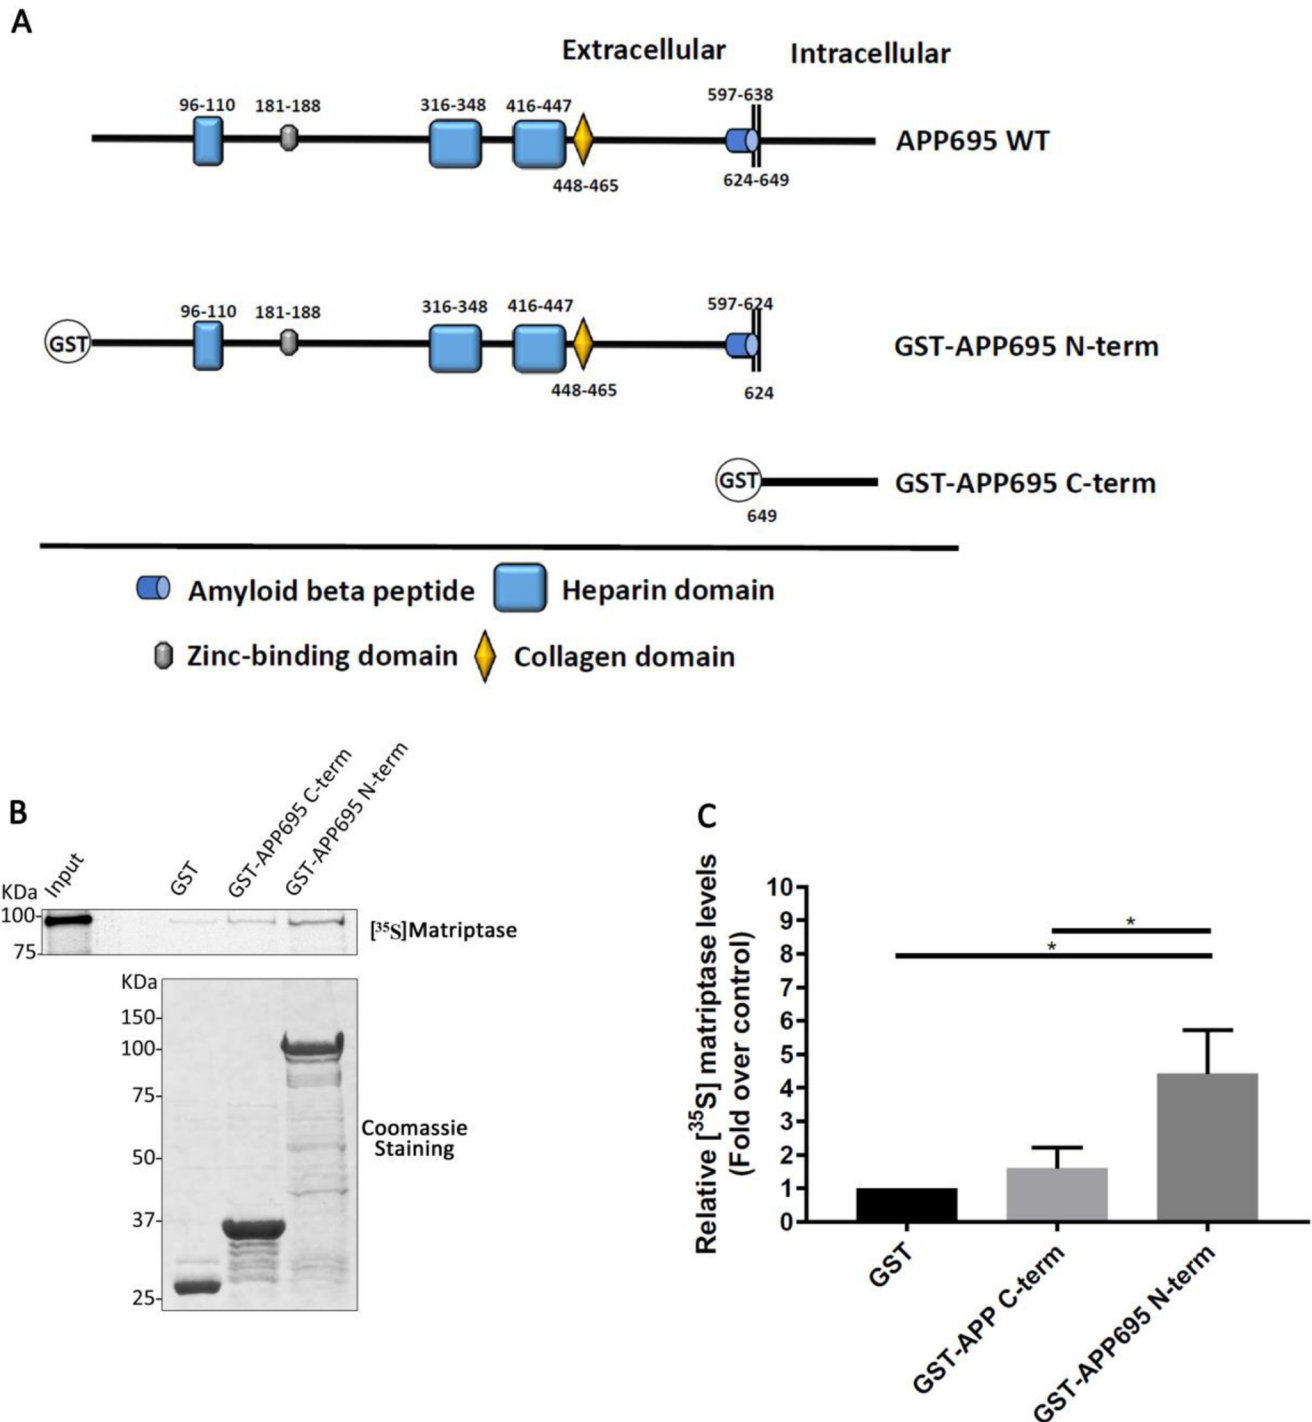 A
Extracellular
Intracellular
96-110
181-188
316-348
416-447
597-638
APP695 WT
448-465
624-649
96-110
181-188
316-348
416-447
597-624
GST
GST-APP695 N-term
448-465
624
GST
GST-APP695 C-term
649
Amyloid beta peptide
Heparin domain
Zinc-binding domain
Collagen domain
B
KDa
Input
GST
GST-APP695 C-term
GST-APP695 N-term
100-
75-
[³⁵S]Matriptase
KDa
150-
100-
75-
50-
37-
25-
Coomassie
Staining
C
Relative [³⁵S] matriptase levels
(Fold over control)
10
9
8
7
6
5
4
3
2
1
0
*
*
GST
GST-APP C-term
GST-APP695 N-term